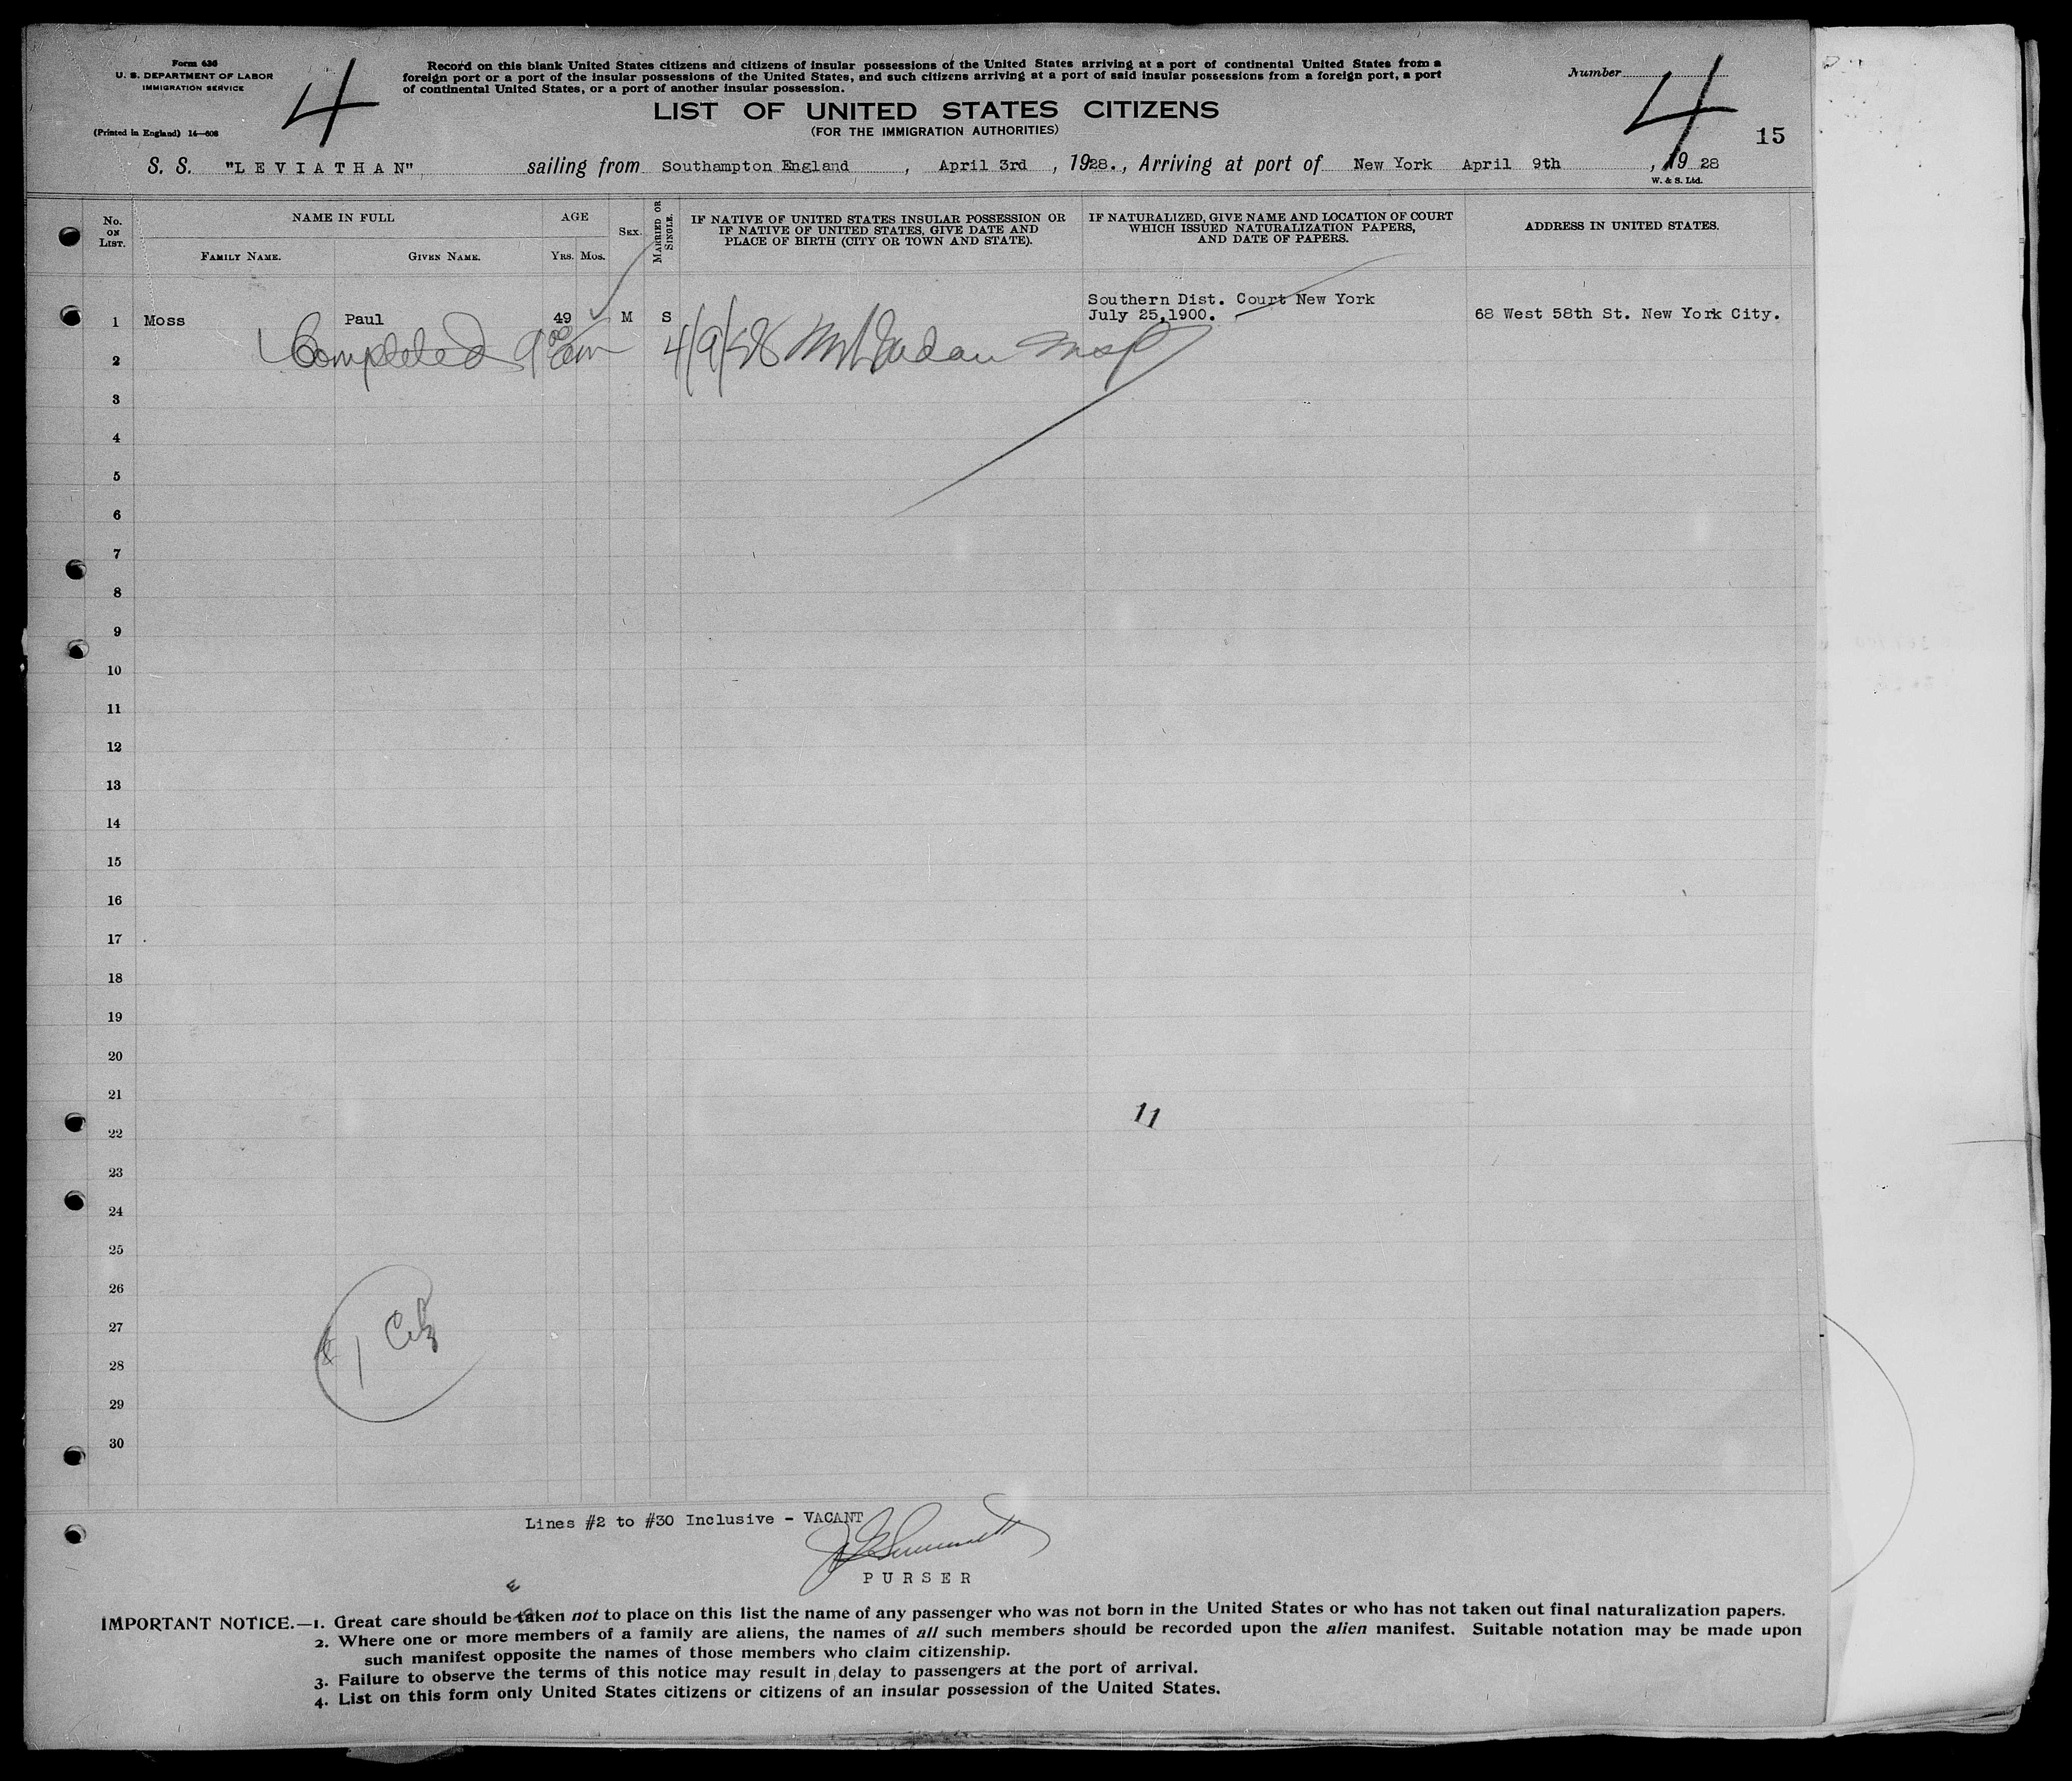 Form 630
U. S. DEPARTMENT OF LABOR
IMMIGRATION SERVICE
(Printed in England) 14—608
4
Record on this blank United States citizens and citizens of insular possessions of the United States arriving at a port of continental United States from a
foreign port or a port of the insular possessions of the United States, and such citizens arriving at a port of said insular possessions from a foreign port, a port
of continental United States, or a port of another insular possession.
LIST OF UNITED STATES CITIZENS
(FOR THE IMMIGRATION AUTHORITIES)
Number
4
15
S. S. "LEVIATHAN" sailing from Southampton England, April 3rd, 1928., Arriving at port of New York April 9th, 1928
W. & S. Ltd.
No. ON LIST.
NAME IN FULL
FAMILY NAME. GIVEN NAME.
AGE
YRS. MOS.
SEX.
MARRIED OR SINGLE.
IF NATIVE OF UNITED STATES INSULAR POSSESSION OR
IF NATIVE OF UNITED STATES, GIVE DATE AND
PLACE OF BIRTH (CITY OR TOWN AND STATE).
IF NATURALIZED, GIVE NAME AND LOCATION OF COURT
WHICH ISSUED NATURALIZATION PAPERS,
AND DATE OF PAPERS.
ADDRESS IN UNITED STATES.
1 Moss Paul 49 M S
Southern Dist. Court New York
July 25,1900.
68 West 58th St. New York City.
Completed 9 00 am 4/9/28 Insp
2
3
4
5
6
7
8
9
10
11
12
13
14
15
16
17
18
19
20
21
11
22
23
24
25
26
27
1 Citz
28
29
30
Lines #2 to #30 Inclusive - VACANT
PURSER
IMPORTANT NOTICE.—1. Great care should be taken not to place on this list the name of any passenger who was not born in the United States or who has not taken out final naturalization papers.
2. Where one or more members of a family are aliens, the names of all such members should be recorded upon the alien manifest. Suitable notation may be made upon
such manifest opposite the names of those members who claim citizenship.
3. Failure to observe the terms of this notice may result in delay to passengers at the port of arrival.
4. List on this form only United States citizens or citizens of an insular possession of the United States.